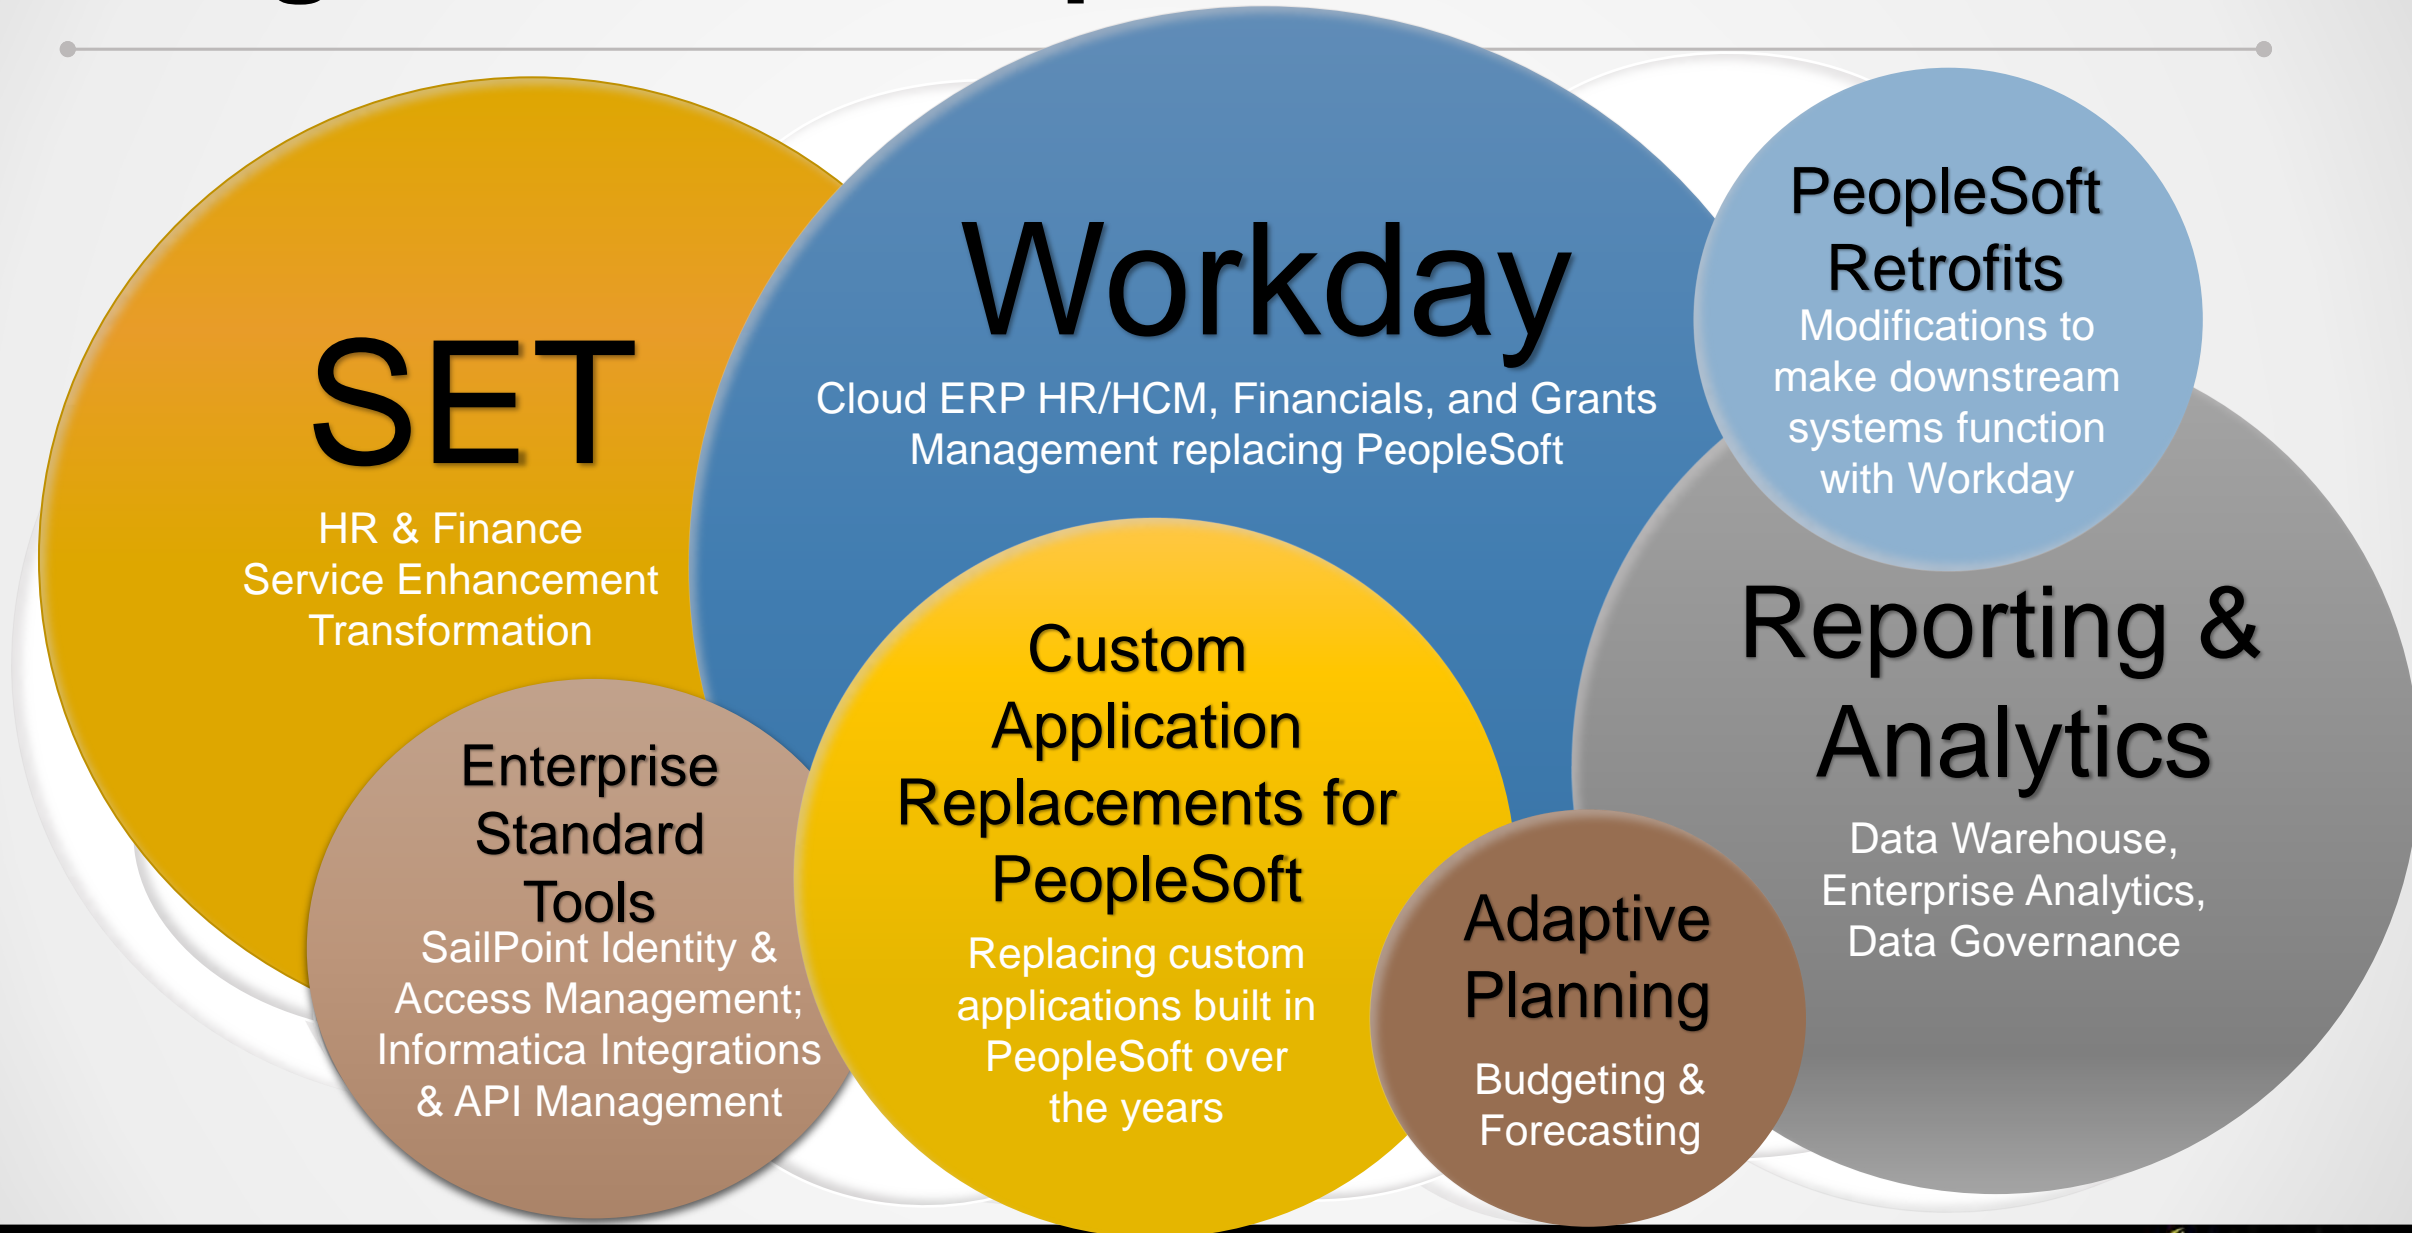 SET
HR & Finance
Service Enhancement
Transformation
Workday
Cloud ERP HR/HCM, Financials, and Grants
Management replacing PeopleSoft
PeopleSoft
Retrofits
Modifications to
make downstream
systems function
with Workday
Enterprise
Standard
Tools
SailPoint Identity &
Access Management;
Informatica Integrations
& API Management
Custom
Application
Replacements for
PeopleSoft
Replacing custom
applications built in
PeopleSoft over
the years
Adaptive
Planning
Budgeting &
Forecasting
Reporting &
Analytics
Data Warehouse,
Enterprise Analytics,
Data Governance